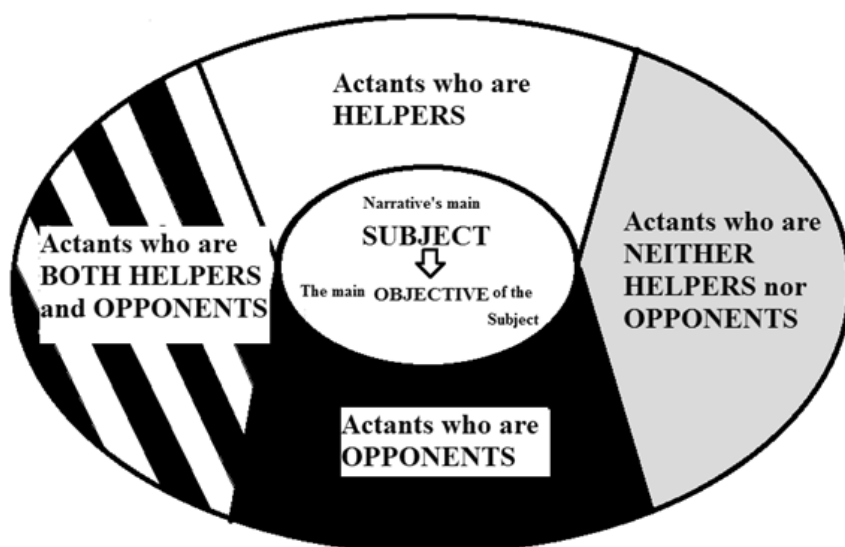 Actants who are
HELPERS
Narrative's main
SUBJECT
The main OBJECTIVE of the
Subject
Actants who are
BOTH HELPERS
and OPPONENTS
Actants who are
NEITHER
HELPERS nor
OPPONENTS
Actants who are
OPPONENTS